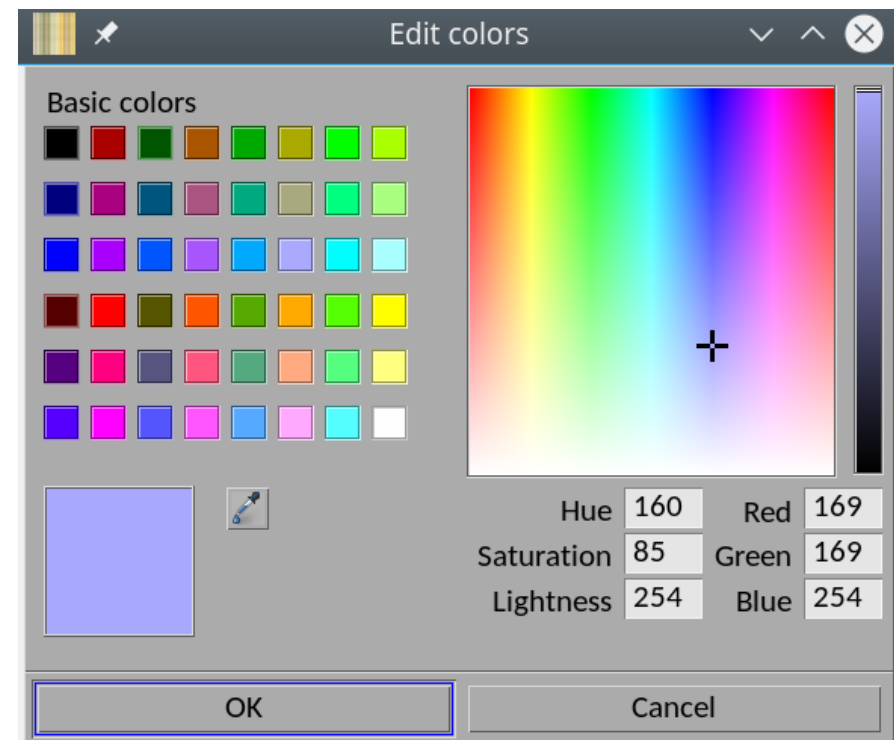 Edit colors
Basic colors
Hue 160 Red 169
Saturation 85 Green 169
Lightness 254 Blue 254
OK Cancel